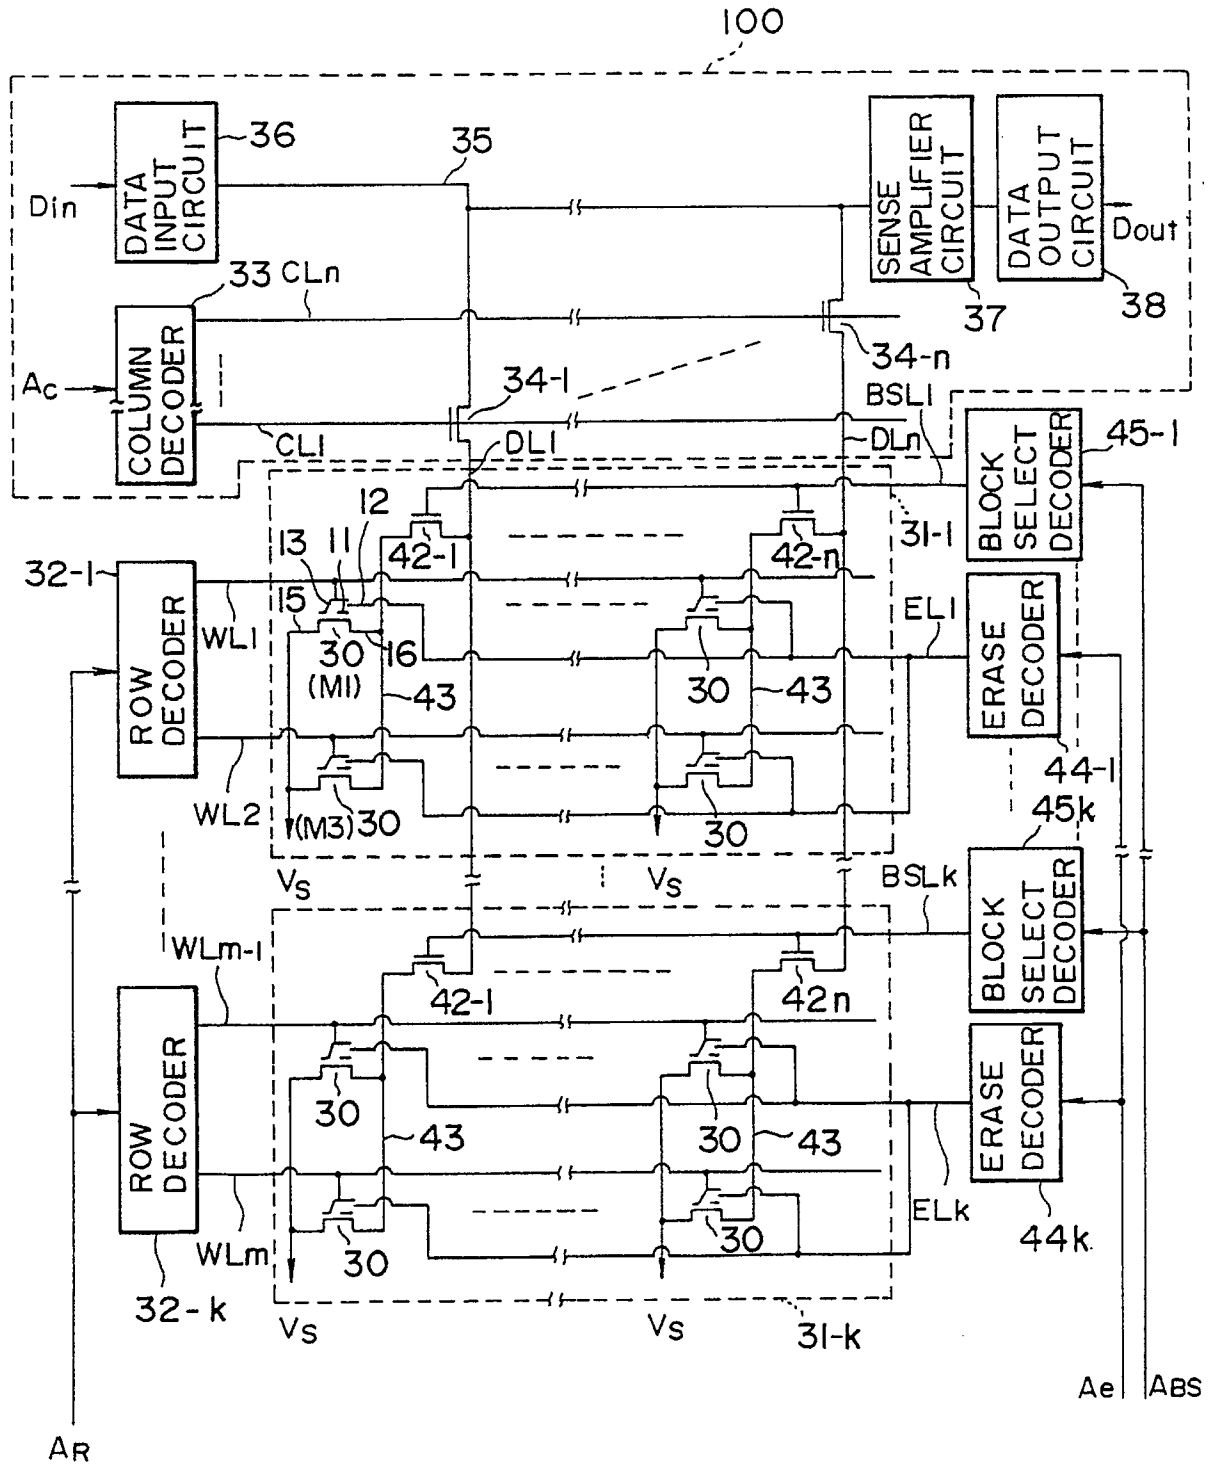 100
DATA
INPUT
CIRCUIT
36
35
Din
SENSE
AMPLIFIER
CIRCUIT
37
DATA
OUTPUT
CIRCUIT
38
Dout
33
CLn
COLUMN
DECODER
Ac
CL1
34-1
34-n
DL1
DLn
BSL1
BLOCK
SELECT
DECODER
45-1
31-1
42-1
42-n
12
11
13
15
16
32-1
ROW
DECODER
WL1
30
(M1)
43
30
43
EL1
ERASE
DECODER
44-1
WL2
(M3)
30
30
45k
Vs
Vs
BSLk
BLOCK
SELECT
DECODER
WLm-1
42-1
42n
ROW
DECODER
30
43
30
43
ERASE
DECODER
44k
ELk
WLm
30
30
32-k
Vs
Vs
31-k
Ae
ABS
AR